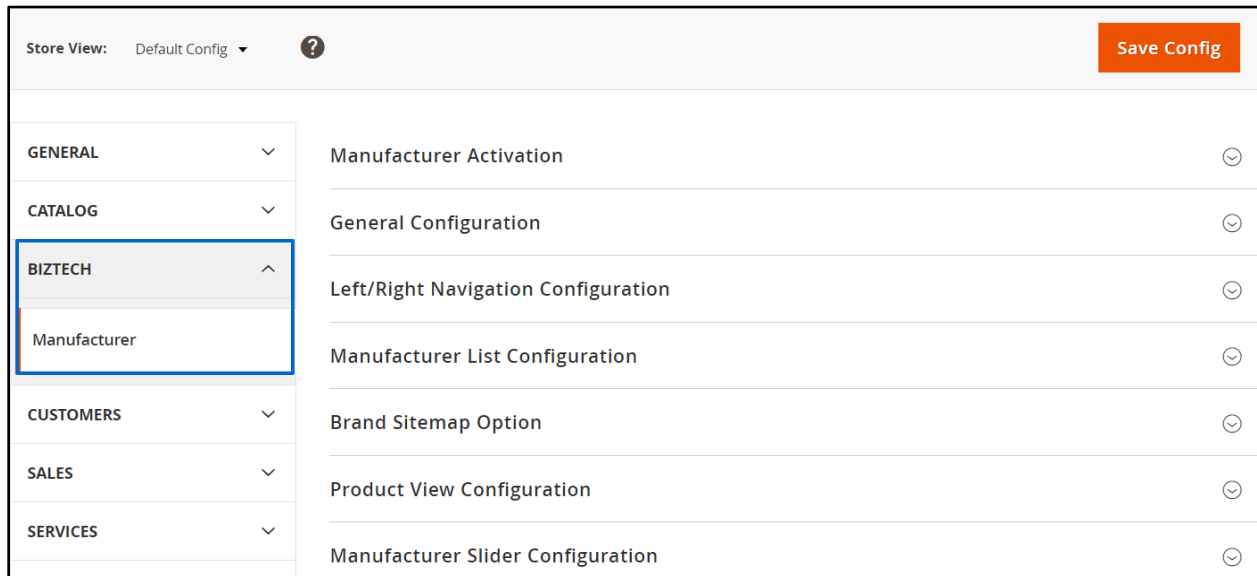 Store View: Default Config
?
Save Config
GENERAL
CATALOG
BIZTECH
Manufacturer
CUSTOMERS
SALES
SERVICES
Manufacturer Activation
General Configuration
Left/Right Navigation Configuration
Manufacturer List Configuration
Brand Sitemap Option
Product View Configuration
Manufacturer Slider Configuration